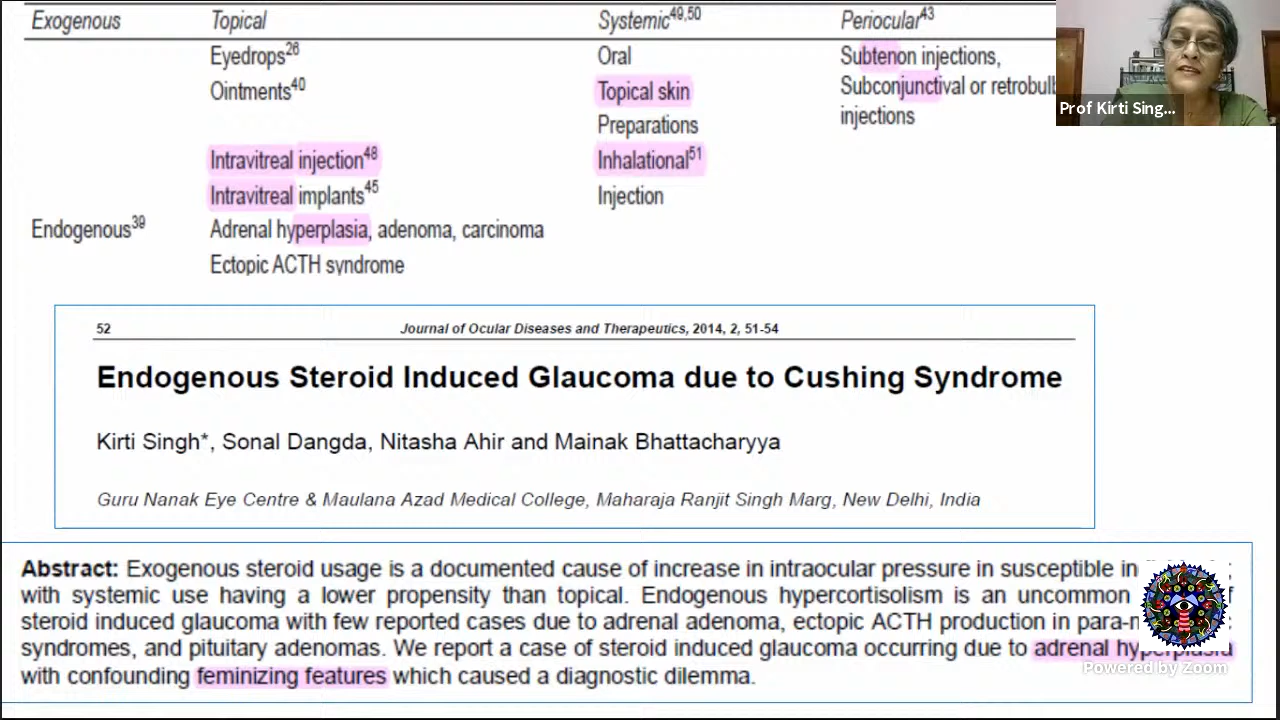 Exogenous Topical Systemic49,50 Periocular43
Eyedrops26 Oral Subtenon injections,
Ointments40 Topical skin Subconjunctival or retrobulb
Preparations injections
Intravitreal injection48 Inhalational51
Intravitreal implants45 Injection
Endogenous39 Adrenal hyperplasia, adenoma, carcinoma
Ectopic ACTH syndrome
Prof Kirti Sing...
52 Journal of Ocular Diseases and Therapeutics, 2014, 2, 51-54
Endogenous Steroid Induced Glaucoma due to Cushing Syndrome
Kirti Singh*, Sonal Dangda, Nitasha Ahir and Mainak Bhattacharyya
Guru Nanak Eye Centre & Maulana Azad Medical College, Maharaja Ranjit Singh Marg, New Delhi, India
Abstract: Exogenous steroid usage is a documented cause of increase in intraocular pressure in susceptible
with systemic use having a lower propensity than topical. Endogenous hypercortisolism is an uncommon
steroid induced glaucoma with few reported cases due to adrenal adenoma, ectopic ACTH production in
syndromes, and pituitary adenomas. We report a case of steroid induced glaucoma occurring due to adrenal hyperplasia
with confounding feminizing features which caused a diagnostic dilemma.
Powered by Zoom